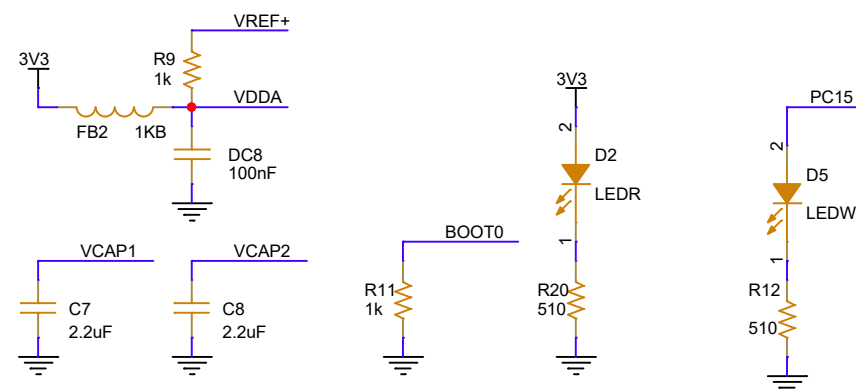 VREF+
3V3
R9
1k
VDDA
FB2 1KB
DC8
100nF
3V3
2
D2
LEDR
1
R20
510
PC15
2
D5
LEDW
1
R12
510
VCAP1
C7
2.2uF
VCAP2
C8
2.2uF
BOOT0
R11
1k